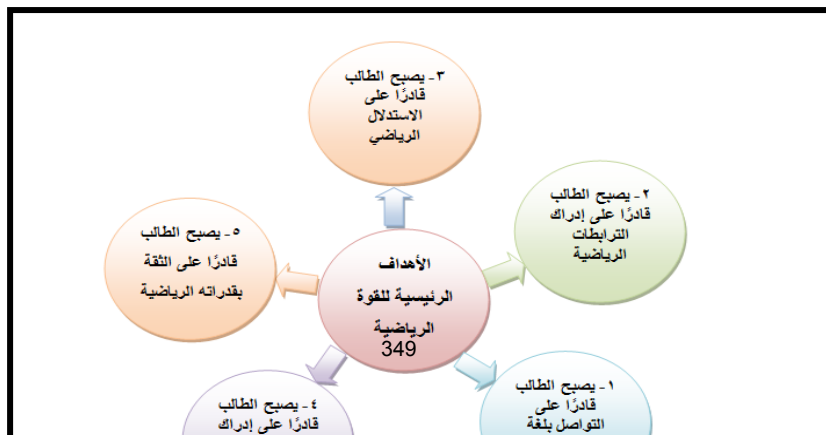 ٣- يصبح الطالب
قادرًا على
الاستدلال
الرياضي
٢- يصبح الطالب
قادرًا على إدراك
الترابطات
الرياضية
٥- يصبح الطالب
قادرًا على الثقة
بقدراته الرياضية
الأهداف
الرئيسية للقوة
الرياضية
349
١- يصبح الطالب
قادرًا على
التواصل بلغة
٤- يصبح الطالب
قادرًا على إدراك